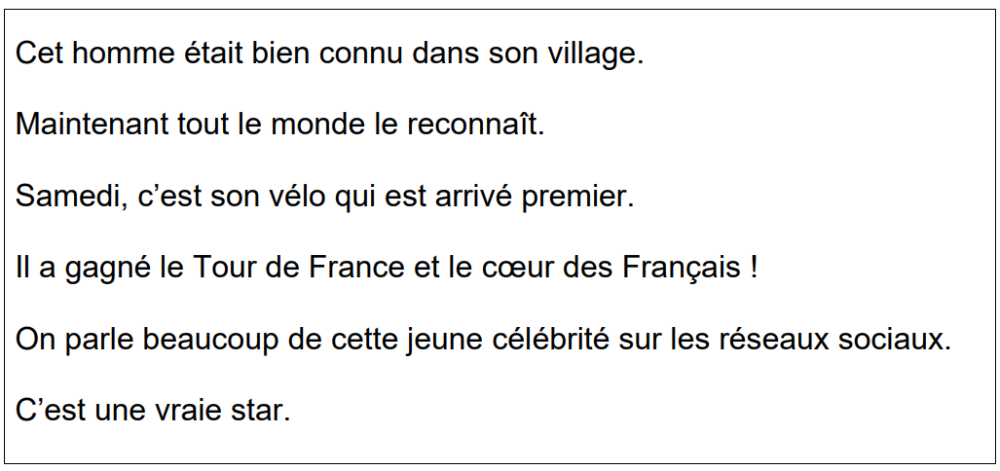 Cet homme était bien connu dans son village.
Maintenant tout le monde le reconnaît.
Samedi, c’est son vélo qui est arrivé premier.
Il a gagné le Tour de France et le cœur des Français !
On parle beaucoup de cette jeune célébrité sur les réseaux sociaux.
C’est une vraie star.